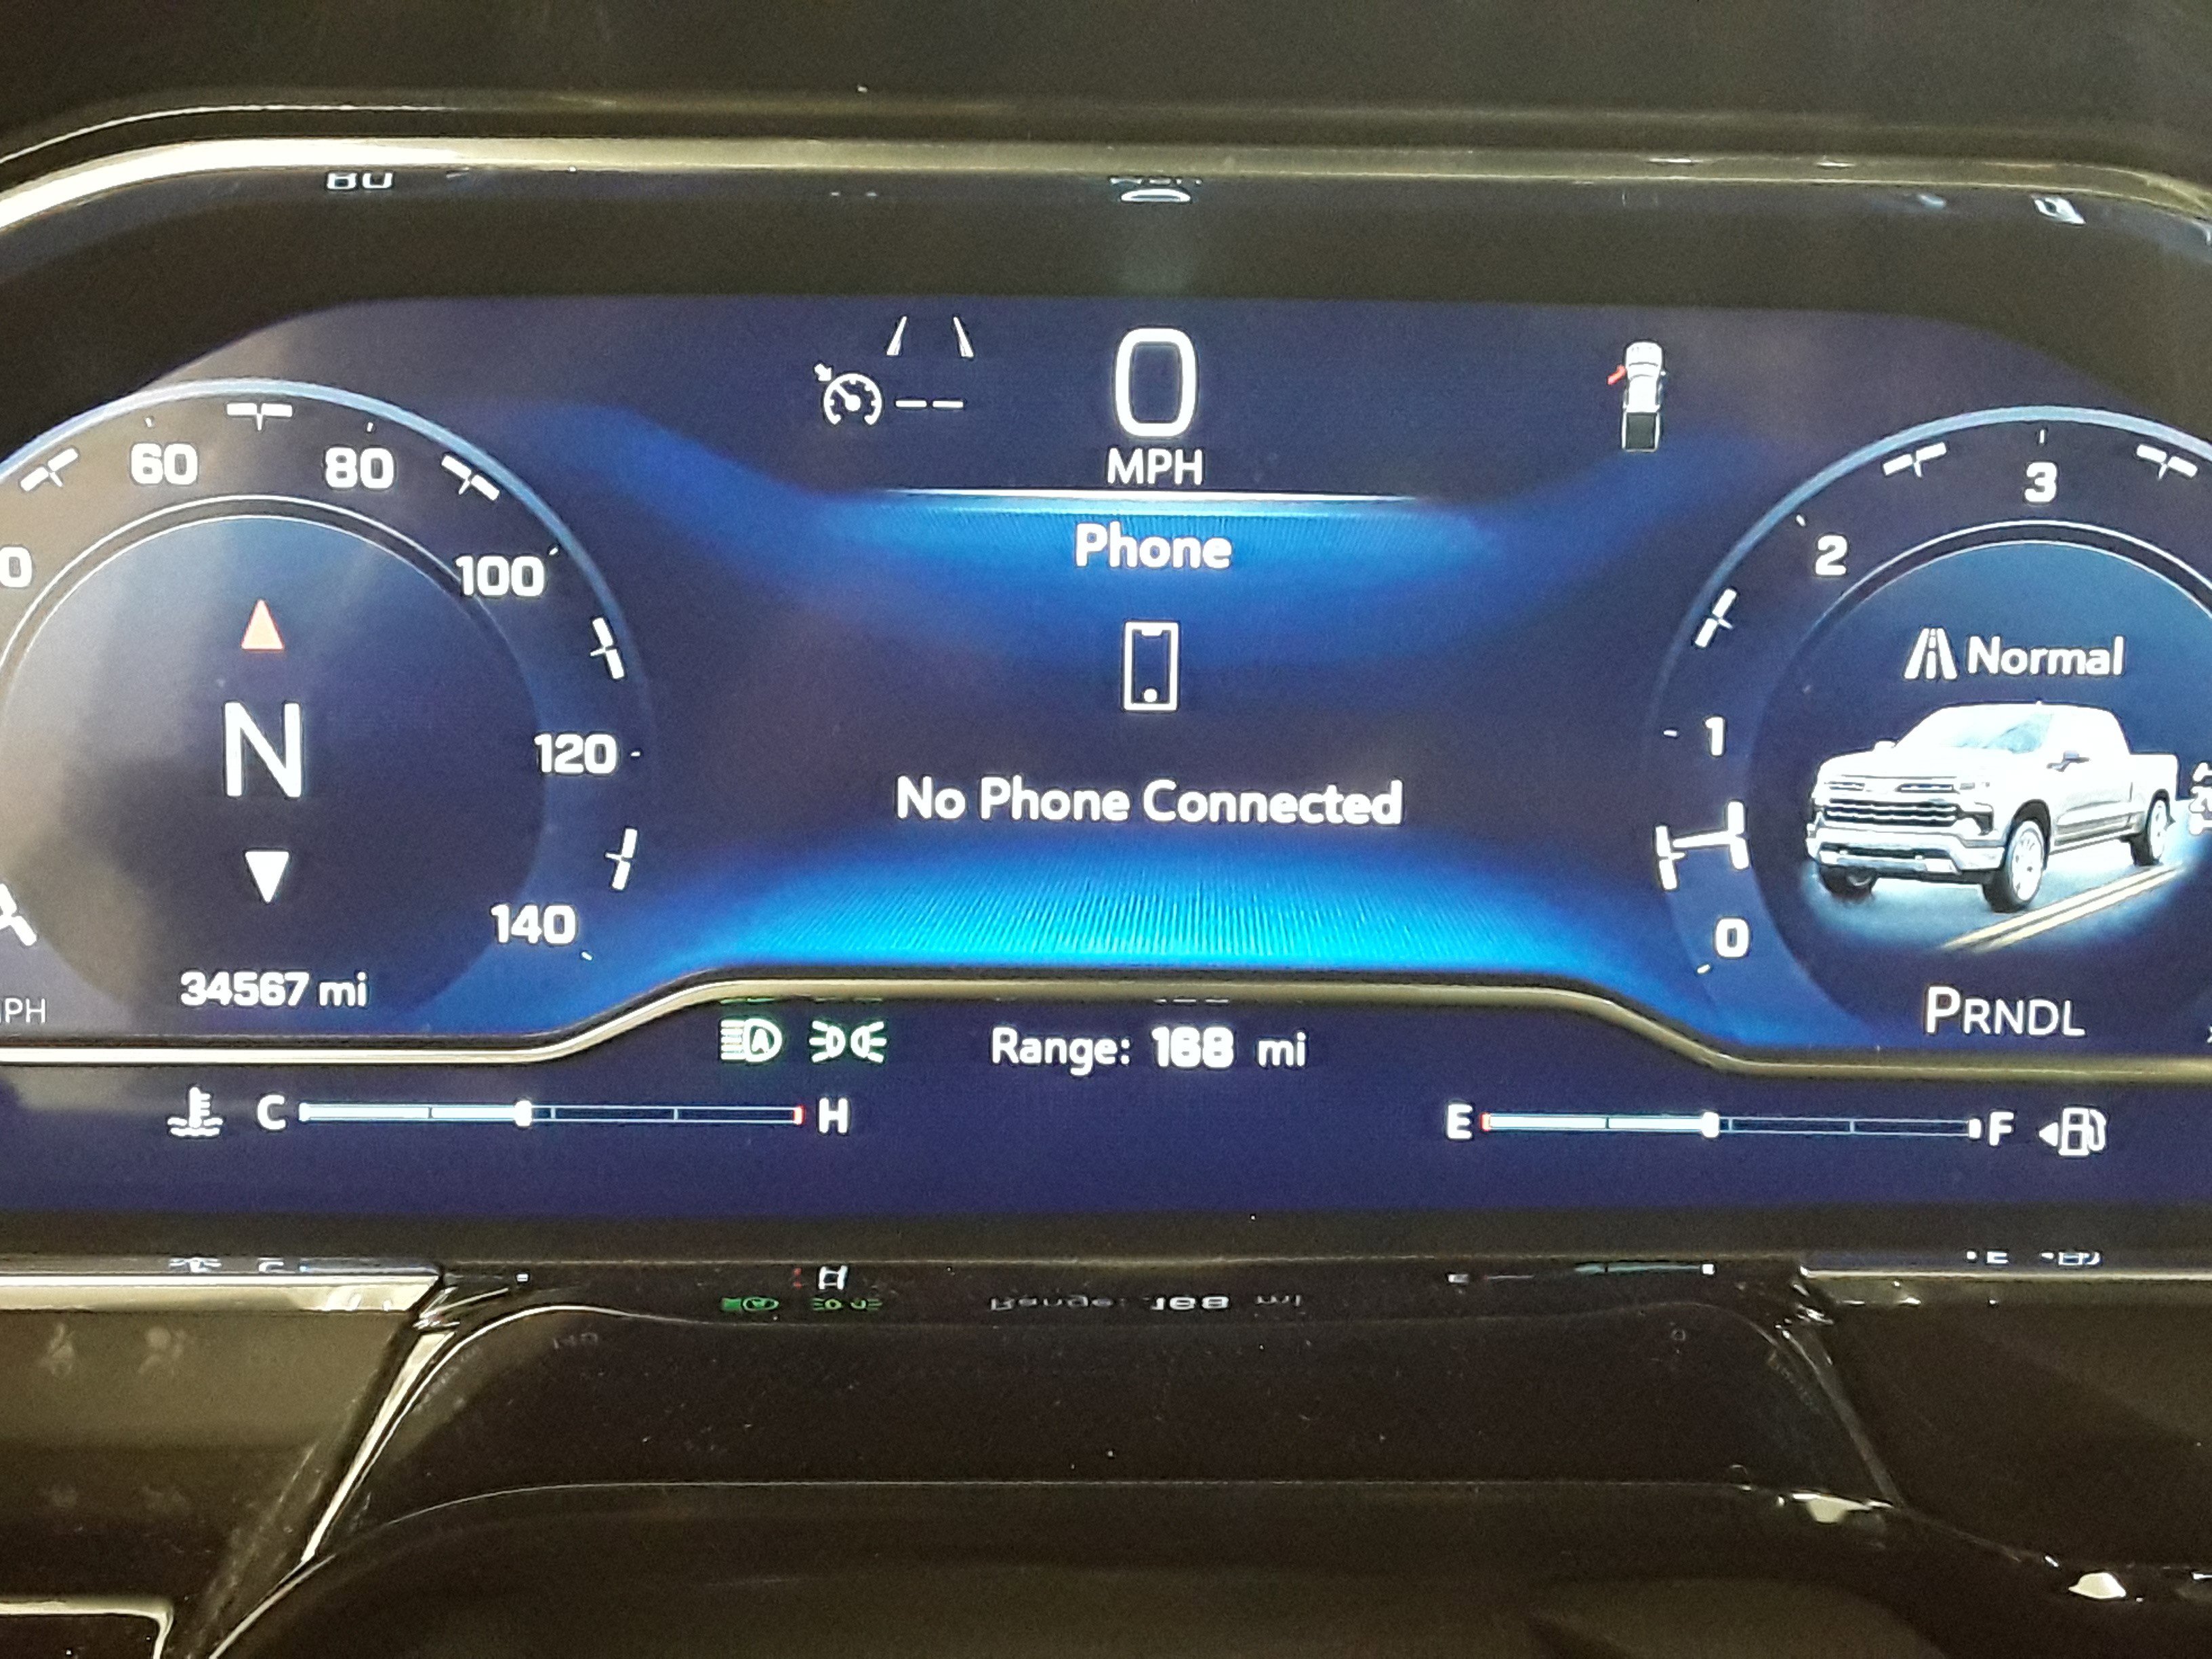 0
MPH
60
80
100
120
140
N
34567 mi
MPH
Phone
No Phone Connected
3
2
1
0
Normal
PRNDL
A
Range: 168 mi
C
H
E
F